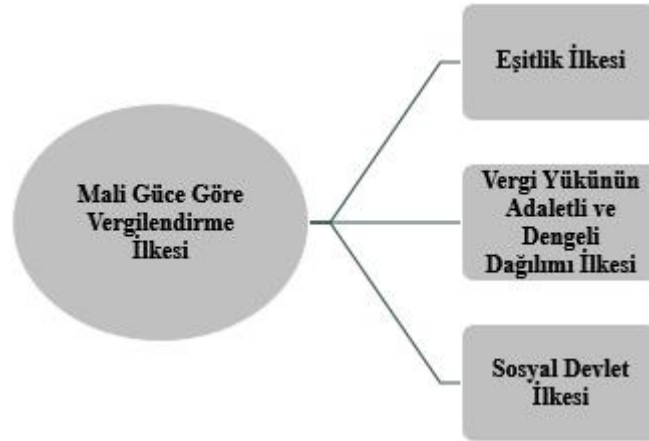 Eşitlik İlkesi
Mali Güce Göre
Vergilendirme
İlkesi
Vergi Yükünün
Adaletli ve
Dengeli
Dağılımı İlkesi
Sosyal Devlet
İlkesi